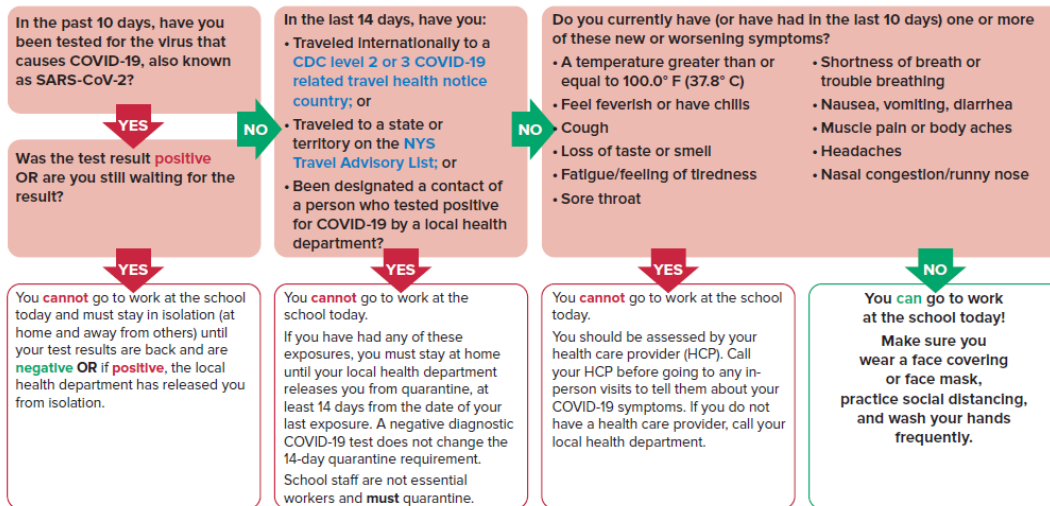 In the past 10 days, have you
been tested for the virus that
causes COVID-19, also known
as SARS-CoV-2?
YES
NO
Was the test result positive
OR are you still waiting for the
result?
YES
You cannot go to work at the school
today and must stay in isolation (at
home and away from others) until
your test results are back and are
negative OR if positive, the local
health department has released you
from isolation.
In the last 14 days, have you:
• Traveled internationally to a
CDC level 2 or 3 COVID-19
related travel health notice
country; or
• Traveled to a state or
territory on the NYS
Travel Advisory List; or
• Been designated a contact of
a person who tested positive
for COVID-19 by a local health
department?
NO
YES
You cannot go to work at the
school today.
If you have had any of these
exposures, you must stay at home
until your local health department
releases you from quarantine, at
least 14 days from the date of your
last exposure. A negative diagnostic
COVID-19 test does not change the
14-day quarantine requirement.
School staff are not essential
workers and must quarantine.
Do you currently have (or have had in the last 10 days) one or more
of these new or worsening symptoms?
• A temperature greater than or
equal to 100.0° F (37.8° C)
• Feel feverish or have chills
• Cough
• Loss of taste or smell
• Fatigue/feeling of tiredness
• Sore throat
• Shortness of breath or
trouble breathing
• Nausea, vomiting, diarrhea
• Muscle pain or body aches
• Headaches
• Nasal congestion/runny nose
YES
You cannot go to work at the school
today.
You should be assessed by your
health care provider (HCP). Call
your HCP before going to any in-
person visits to tell them about your
COVID-19 symptoms. If you do not
have a health care provider, call your
local health department.
NO
You can go to work
at the school today!
Make sure you
wear a face covering
or face mask,
practice social distancing,
and wash your hands
frequently.